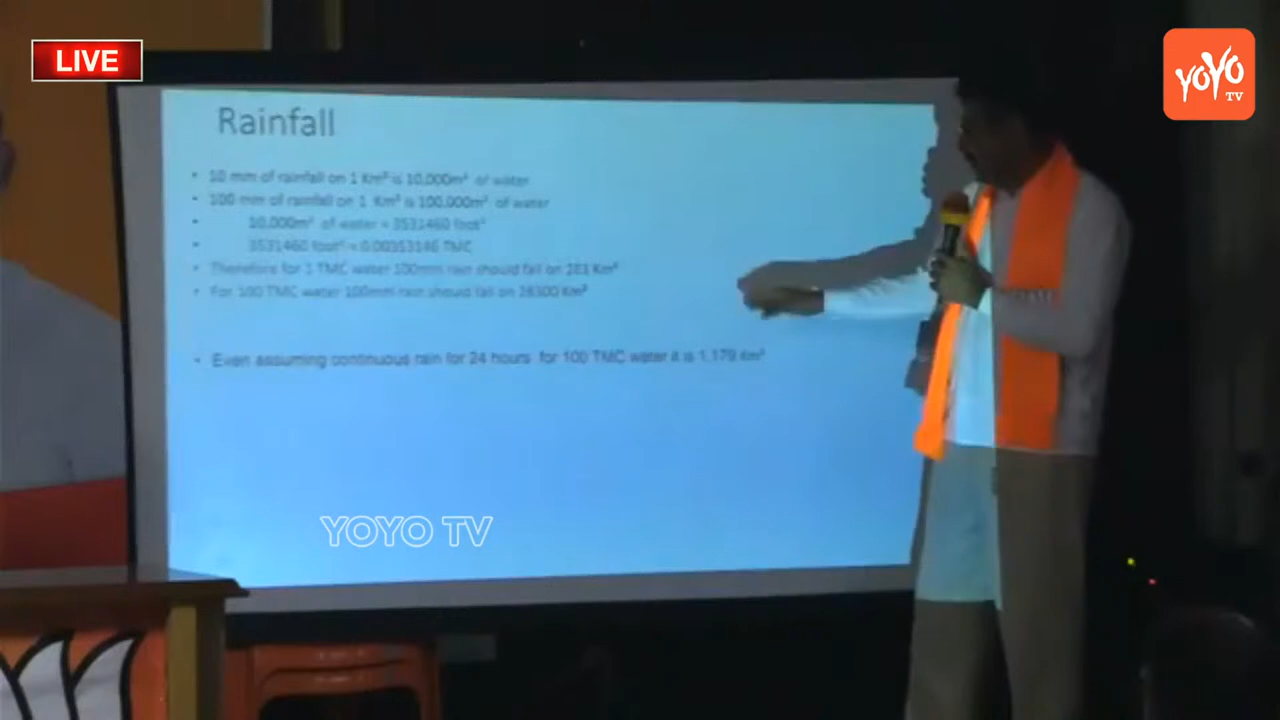 LIVE
YOYO
TV
Rainfall
• 10 mm of rainfall on 1 Km² is 10,000m³ of water
• 100 mm of rainfall on 1 Km² is 100,000m³ of water
• 10,000m³ of water = 3531460 foot³
• 3531460 foot³ = 0.00353146 TMC
• Therefore for 1 TMC water 100mm rain should fall on 283 Km²
• For 100 TMC water 100mm rain should fall on 28300 Km²
• Even assuming continuous rain for 24 hours for 100 TMC water it is 1,179 Km²
YOYO TV